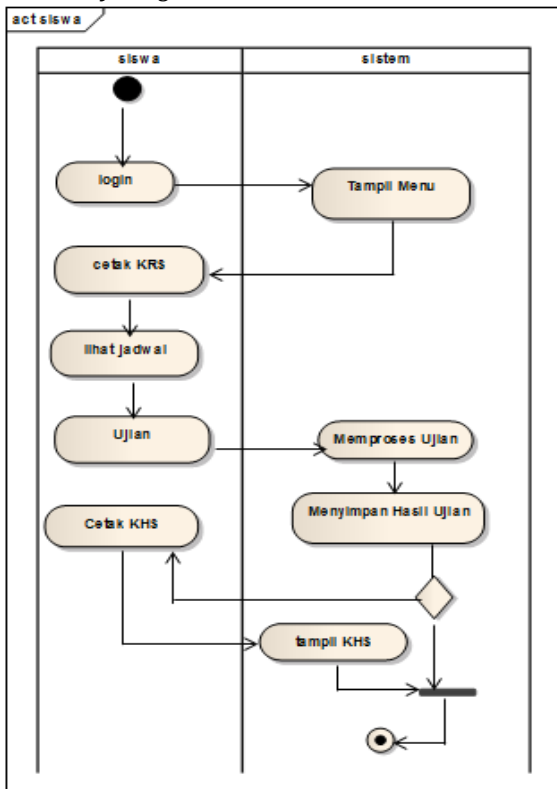 act siswa
siswa
sistem
login
Tampil Menu
cetak KRS
lihat jadwal
Ujian
Memproses Ujian
Menyimpan Hasil Ujian
Cetak KHS
tampil KHS